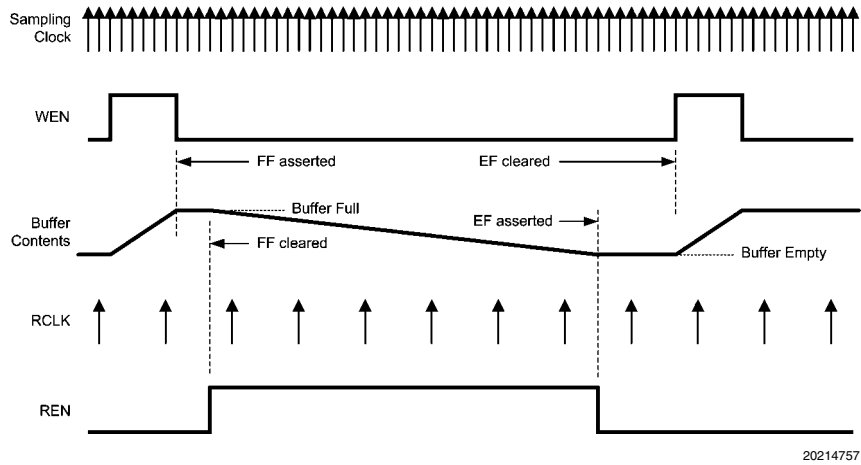 Sampling
Clock
WEN
FF asserted
EF cleared
Buffer Full
EF asserted
Buffer
Contents
FF cleared
Buffer Empty
RCLK
REN
20214757